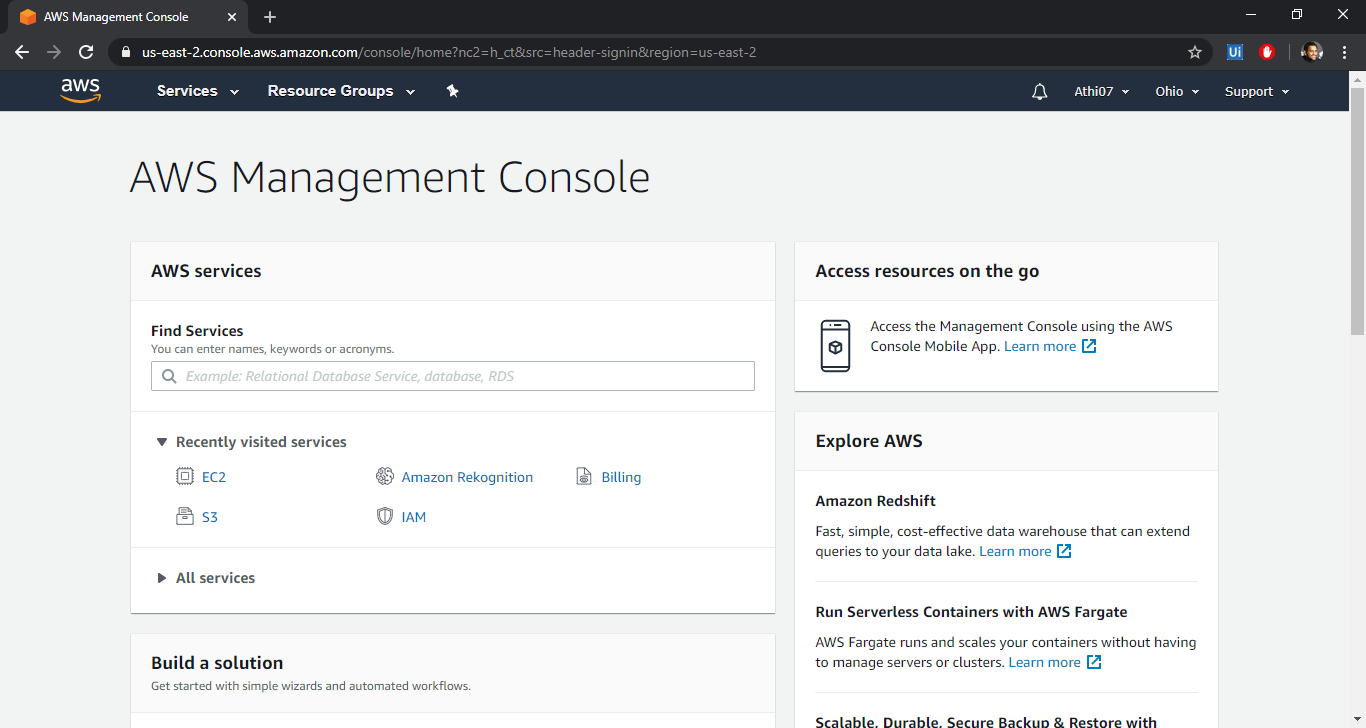 AWS Management Console
us-east-2.console.aws.amazon.com/console/home?nc2=h_ct&src=header-signin&region=us-east-2
Ui
aws Services Resource Groups Athi07 Ohio Support
AWS Management Console
AWS services
Find Services
You can enter names, keywords or acronyms.
Example: Relational Database Service, database, RDS
Recently visited services
EC2 Amazon Rekognition Billing
S3 IAM
All services
Build a solution
Get started with simple wizards and automated workflows.
Access resources on the go
Access the Management Console using the AWS
Console Mobile App. Learn more
Explore AWS
Amazon Redshift
Fast, simple, cost-effective data warehouse that can extend
queries to your data lake. Learn more
Run Serverless Containers with AWS Fargate
AWS Fargate runs and scales your containers without having
to manage servers or clusters. Learn more
Scalable, Durable, Secure Backup & Restore with